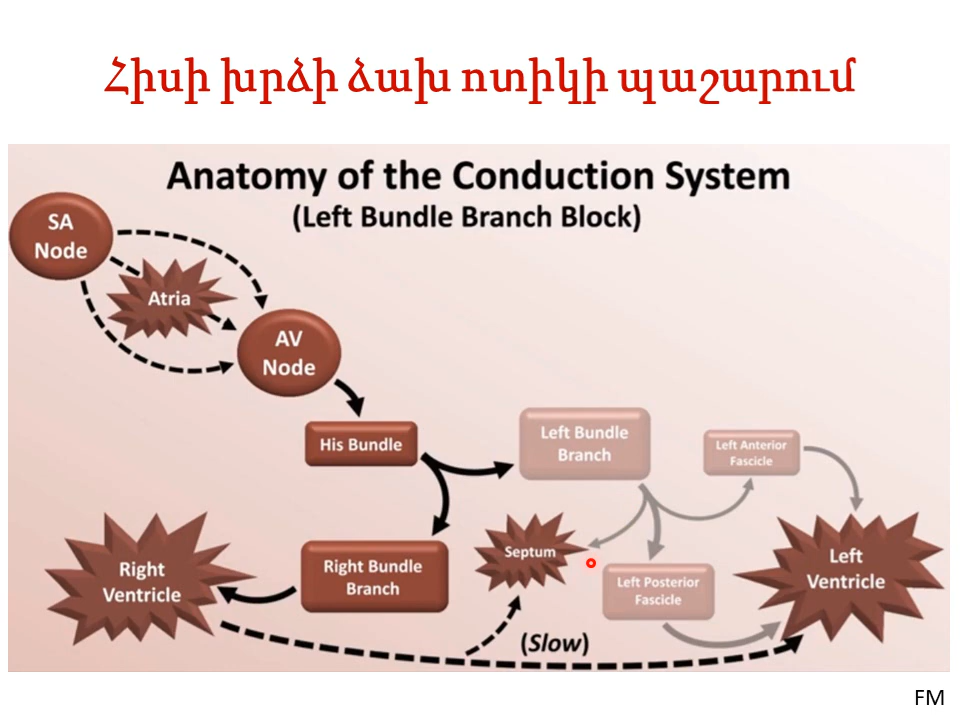 Հիսի խրձի ձախ ոտիկի պաշարում
Anatomy of the Conduction System
(Left Bundle Branch Block)
SA
Node
Atria
AV
Node
His Bundle
Left Bundle
Branch
Left Anterior
Fascicle
Right
Ventricle
Right Bundle
Branch
Septum
Left Posterior
Fascicle
Left
Ventricle
(Slow)
FM